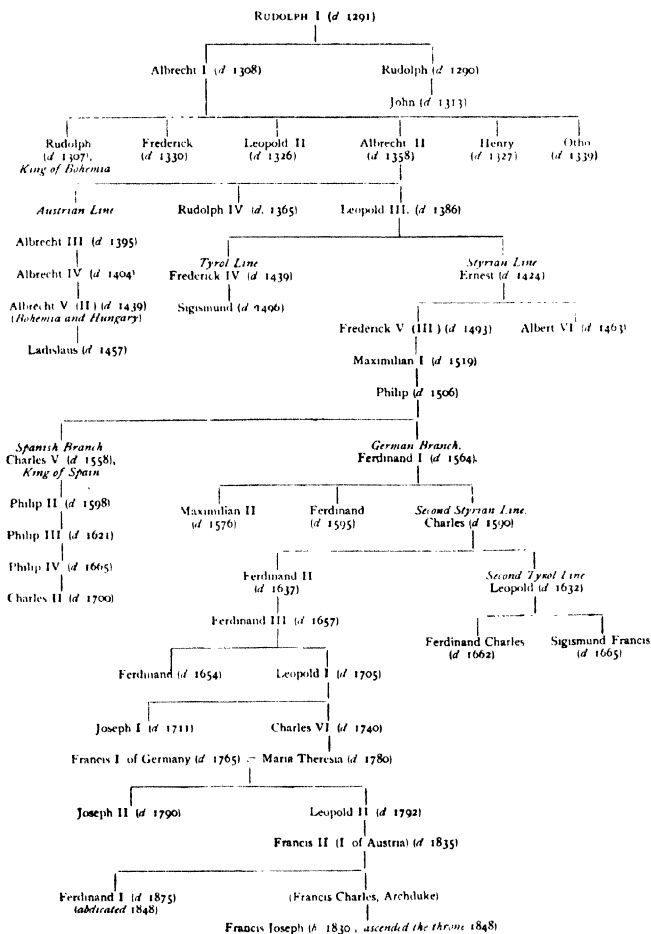 RUDOLPH I (d 1291)
Albrecht I (d 1308)
Rudolph (d 1290)
John (d 1313)
Rudolph
(d 1307),
King of Bohemia
Frederick
(d 1330)
Leopold II
(d 1326)
Albrecht II
(d 1358)
Henry
(d 1327)
Otho
(d 1339)
Austrian Line
Rudolph IV (d. 1365)
Leopold III. (d 1386)
Albrecht III (d 1395)
Albrecht IV (d 1404)
Albrecht V (II) (d 1439)
(Bohemia and Hungary)
Ladislaus (d 1457)
Tyrol Line
Frederick IV (d 1439)
Sigismund (d 1496)
Styrian Line
Ernest (d 1424)
Frederick V (III) (d 1493)
Albert VI (d 1463)
Maximilian I (d 1519)
Philip (d 1506)
Spanish Branch
Charles V (d 1558),
King of Spain
Philip II (d 1598)
Philip III (d 1621)
Philip IV (d 1665)
Charles II (d 1700)
German Branch.
Ferdinand I (d 1564).
Maximilian II
(d 1576)
Ferdinand
(d 1595)
Second Styrian Line.
Charles (d 1590)
Ferdinand II
(d 1637)
Second Tyrol Line
Leopold (d 1632)
Ferdinand III (d 1657)
Ferdinand Charles
(d 1662)
Sigismund Francis
(d 1665)
Ferdinand (d 1654)
Leopold I (d 1705)
Joseph I (d 1711)
Charles VI (d 1740)
Francis I of Germany (d 1765) = Maria Theresia (d 1780)
Joseph II (d 1790)
Leopold II (d 1792)
Francis II (I of Austria) (d 1835)
Ferdinand I (d 1875)
(abdicated 1848)
(Francis Charles, Archduke)
Francis Joseph (b 1830, ascended the throne 1848)